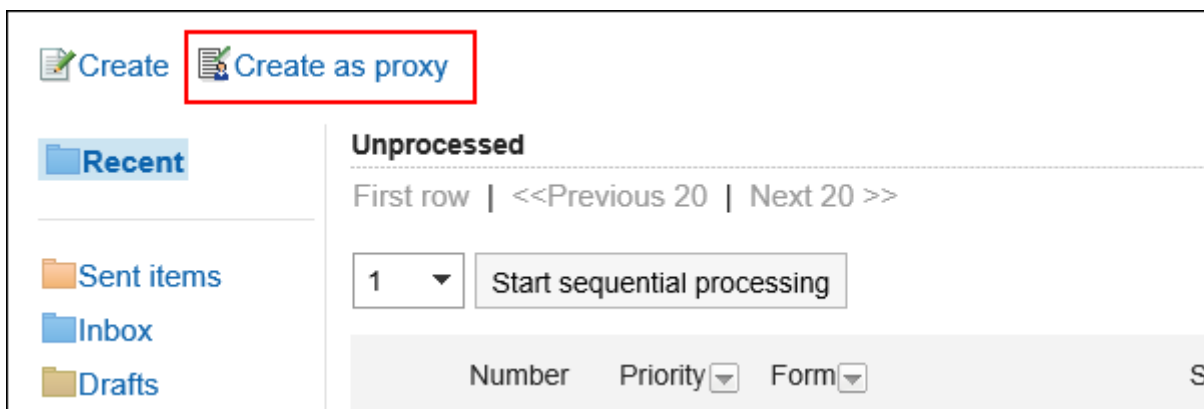 Create Create as proxy
Recent
Unprocessed
First row | <<Previous 20 | Next 20 >>
Sent items
1 Start sequential processing
Inbox
Drafts
Number Priority Form S